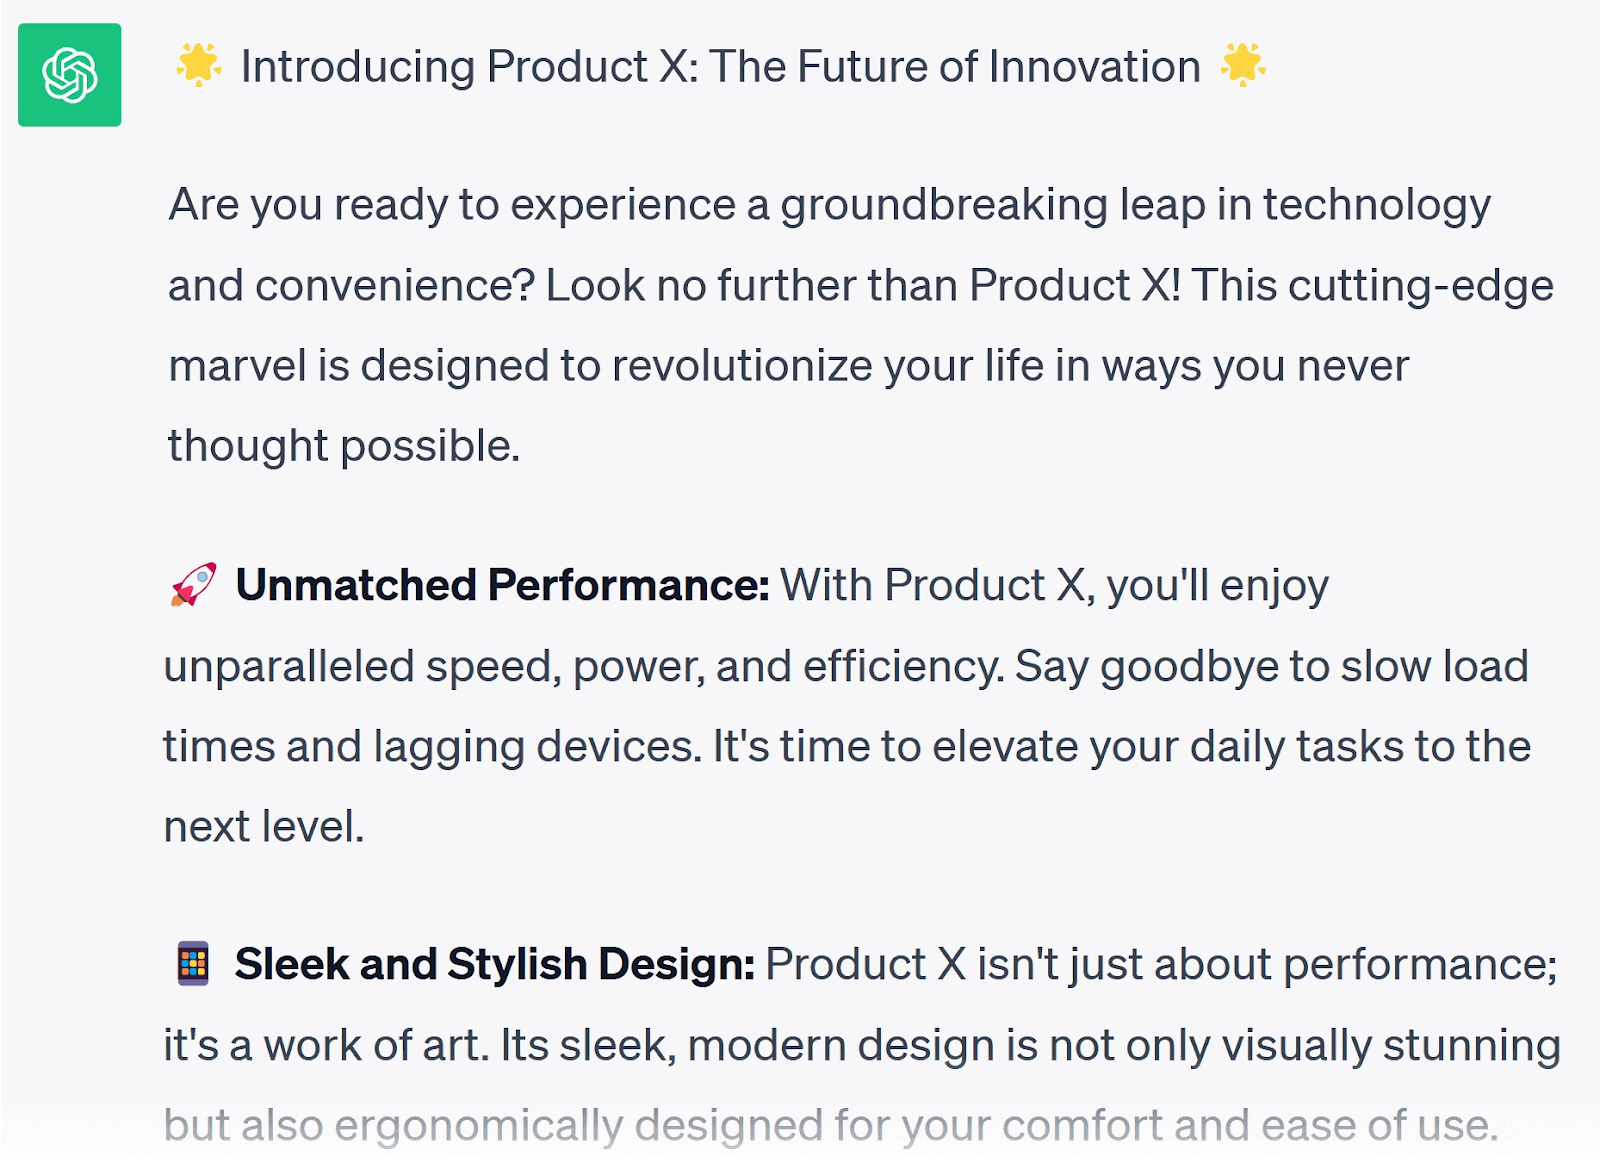 🌟 Introducing Product X: The Future of Innovation 🌟
Are you ready to experience a groundbreaking leap in technology
and convenience? Look no further than Product X! This cutting-edge
marvel is designed to revolutionize your life in ways you never
thought possible.
🚀 Unmatched Performance: With Product X, you'll enjoy
unparalleled speed, power, and efficiency. Say goodbye to slow load
times and lagging devices. It's time to elevate your daily tasks to the
next level.
📱 Sleek and Stylish Design: Product X isn't just about performance;
it's a work of art. Its sleek, modern design is not only visually stunning
but also ergonomically designed for your comfort and ease of use.